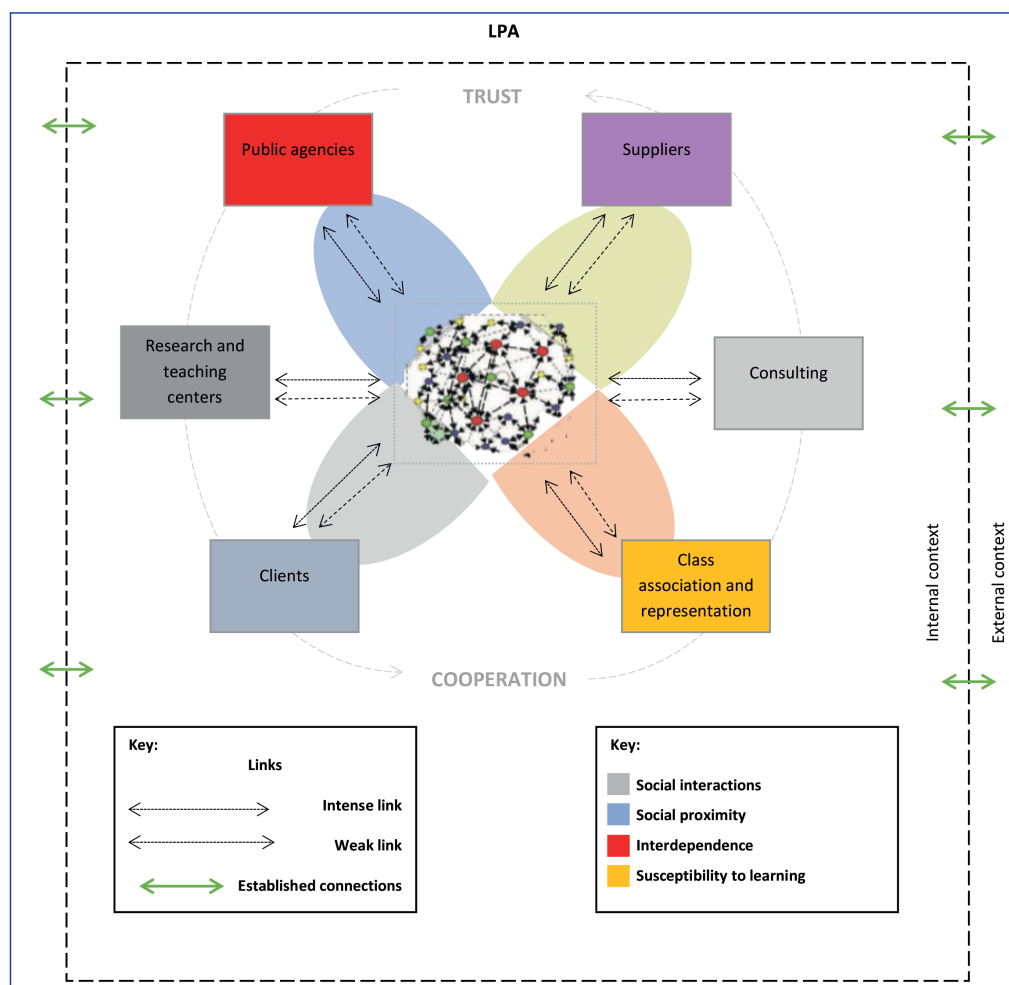 LPA
TRUST
Public agencies
Suppliers
Research and
teaching
centers
Consulting
Clients
Class
association and
representation
Internal context
External context
COOPERATION
Key:
Links
Intense link
Weak link
Established connections
Key:
Social interactions
Social proximity
Interdependence
Susceptibility to learning